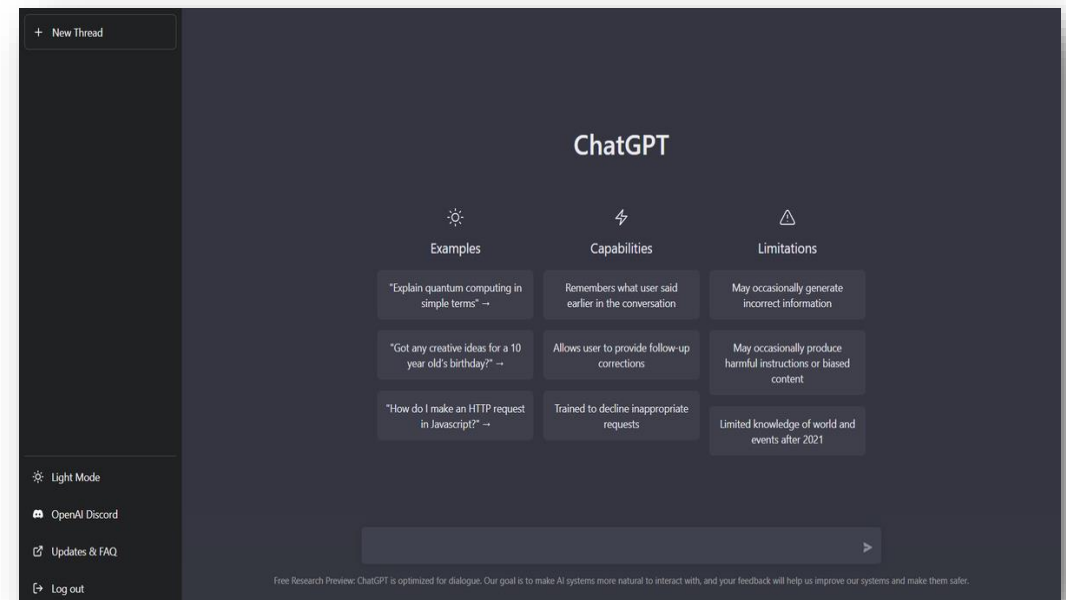 + New Thread
ChatGPT
Examples
"Explain quantum computing in
simple terms" →
"Got any creative ideas for a 10
year old's birthday?" →
"How do I make an HTTP request
in Javascript?" →
Capabilities
Remembers what user said
earlier in the conversation
Allows user to provide follow-up
corrections
Trained to decline inappropriate
requests
Limitations
May occasionally generate
incorrect information
May occasionally produce
harmful instructions or biased
content
Limited knowledge of world and
events after 2021
Light Mode
OpenAI Discord
Updates & FAQ
Log out
Free Research Preview: ChatGPT is optimized for dialogue. Our goal is to make AI systems more natural to interact with, and your feedback will help us improve our systems and make them safer.